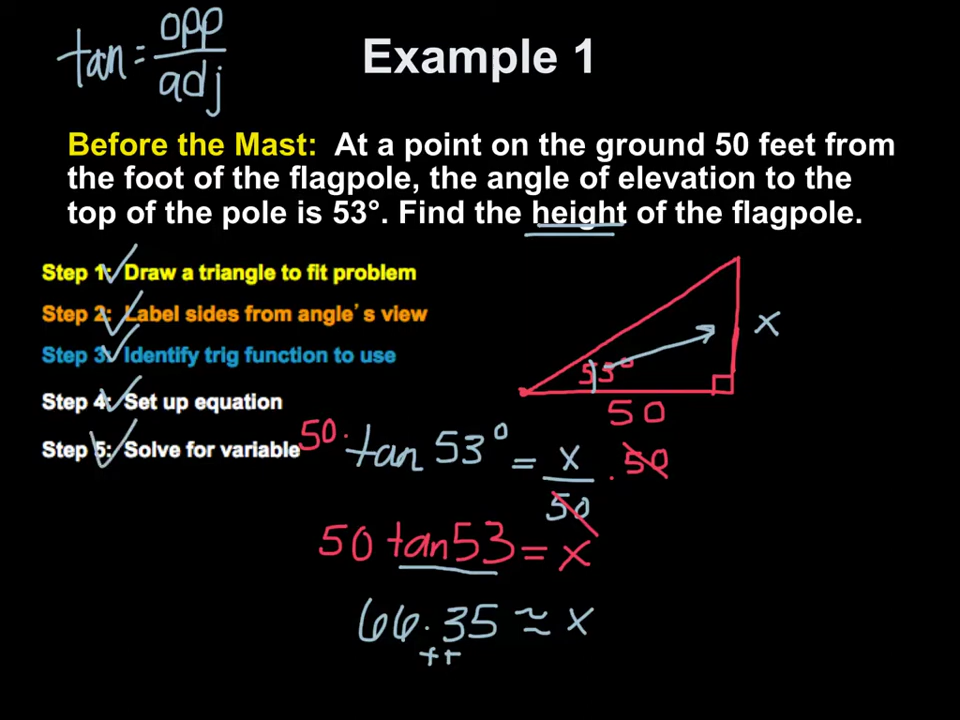 tan = opp/adj
Example 1
Before the Mast: At a point on the ground 50 feet from
the foot of the flagpole, the angle of elevation to the
top of the pole is 53°. Find the height of the flagpole.
Step 1: Draw a triangle to fit problem
Step 2: Label sides from angle's view
Step 3: Identify trig function to use
Step 4: Set up equation
Step 5: Solve for variable
x
53°
50
50 · tan 53° = x/50 · 50
50 tan 53 = x
66.35 ≈ x
ft